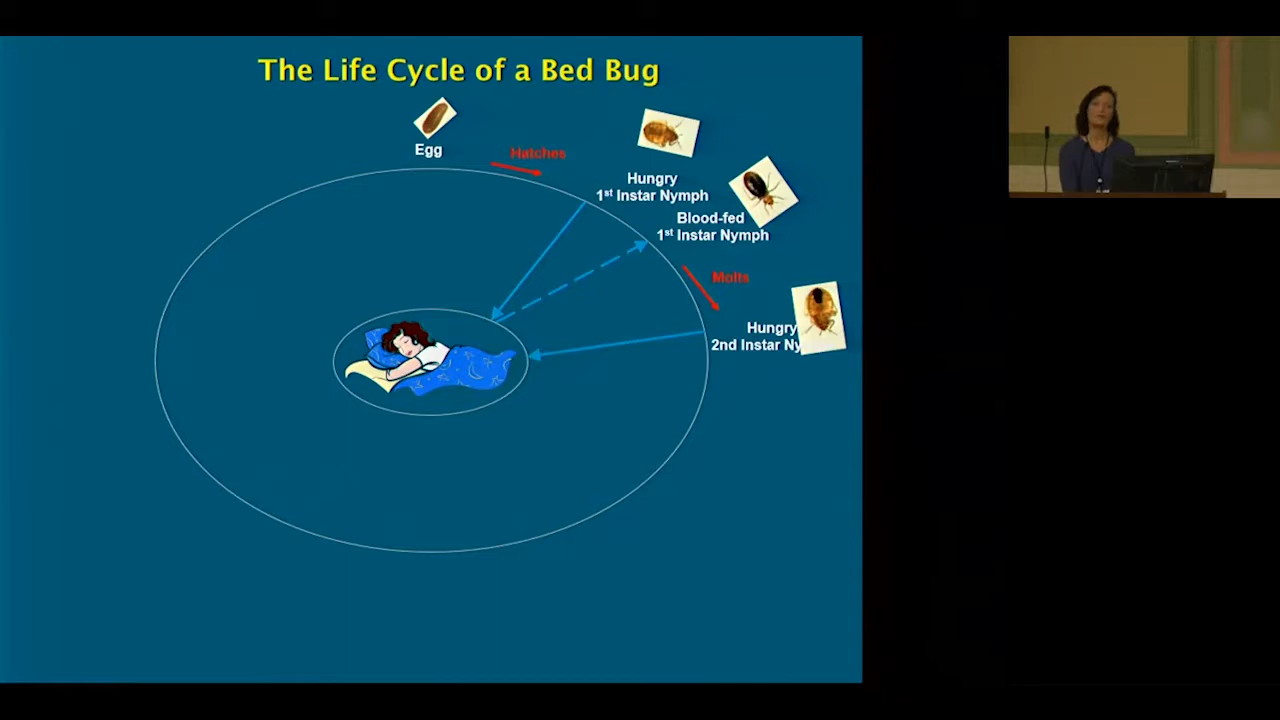 The Life Cycle of a Bed Bug
Egg
Hatches
Hungry
1st Instar Nymph
Blood-fed
1st Instar Nymph
Molts
Hungry
2nd Instar Ny